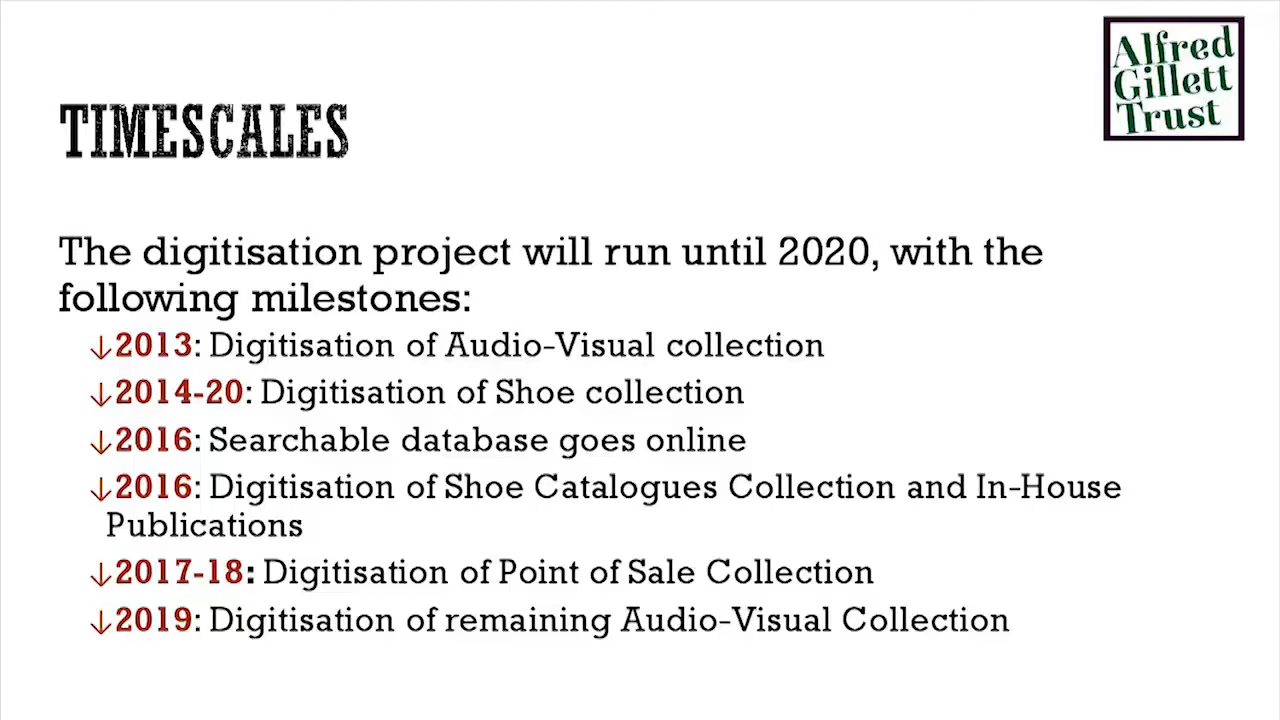 Alfred
Gillett
Trust
TIMESCALES
The digitisation project will run until 2020, with the
following milestones:
↓2013: Digitisation of Audio-Visual collection
↓2014-20: Digitisation of Shoe collection
↓2016: Searchable database goes online
↓2016: Digitisation of Shoe Catalogues Collection and In-House
Publications
↓2017-18: Digitisation of Point of Sale Collection
↓2019: Digitisation of remaining Audio-Visual Collection